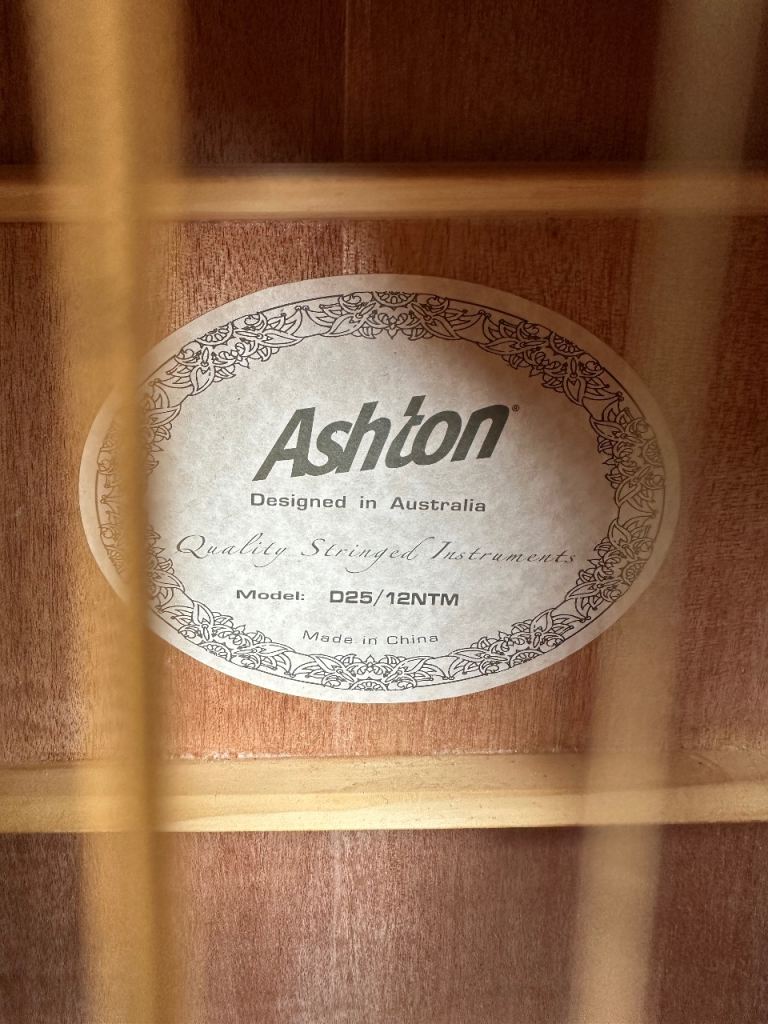 Ashton®
Designed in Australia
Quality Stringed Instruments
Model: D25/12NTM
Made in China